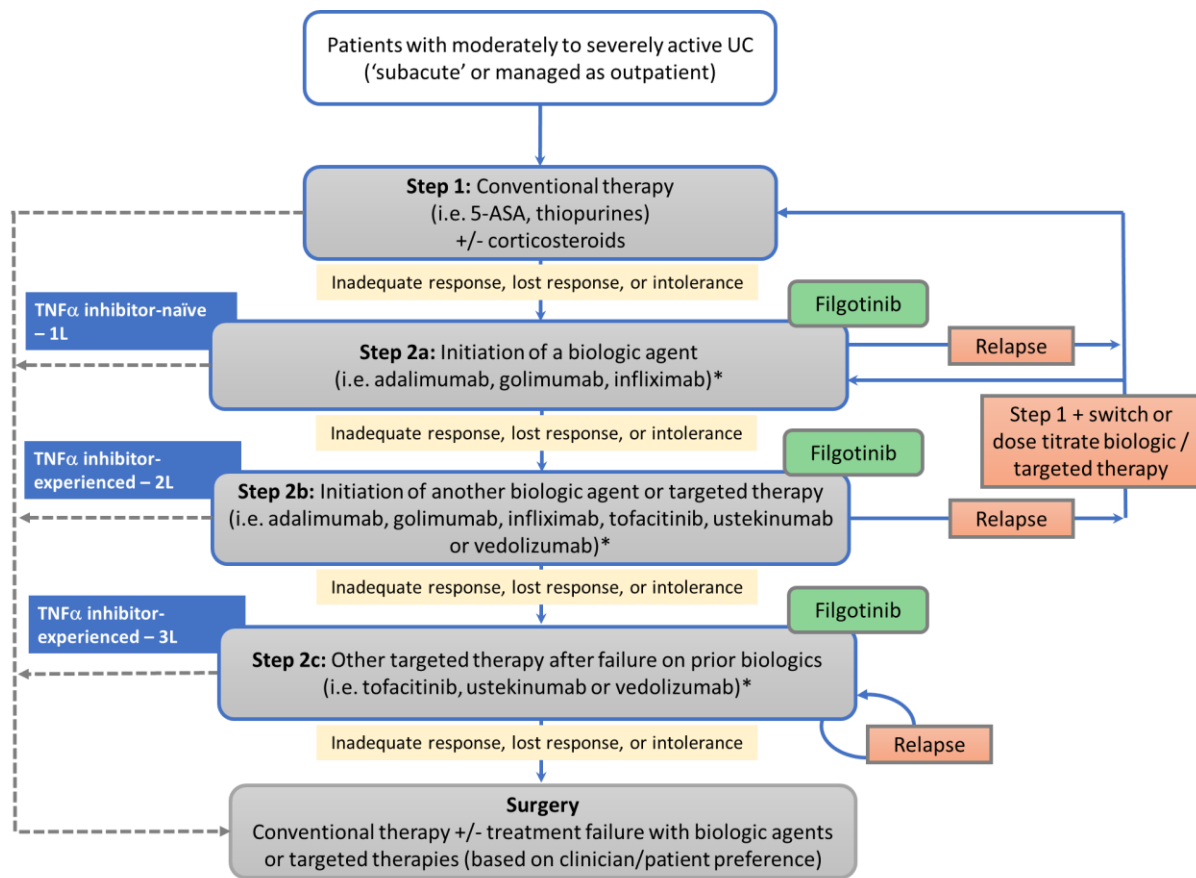 Patients with moderately to severely active UC
(‘subacute’ or managed as outpatient)
Step 1: Conventional therapy
(i.e. 5-ASA, thiopurines)
+/- corticosteroids
Inadequate response, lost response, or intolerance
TNFα inhibitor-naïve
– 1L
Filgotinib
Step 2a: Initiation of a biologic agent
(i.e. adalimumab, golimumab, infliximab)*
Relapse
Inadequate response, lost response, or intolerance
Step 1 + switch or
dose titrate biologic /
targeted therapy
TNFα inhibitor-
experienced – 2L
Filgotinib
Step 2b: Initiation of another biologic agent or targeted therapy
(i.e. adalimumab, golimumab, infliximab, tofacitinib, ustekinumab
or vedolizumab)*
Relapse
Inadequate response, lost response, or intolerance
TNFα inhibitor-
experienced – 3L
Filgotinib
Step 2c: Other targeted therapy after failure on prior biologics
(i.e. tofacitinib, ustekinumab or vedolizumab)*
Relapse
Inadequate response, lost response, or intolerance
Surgery
Conventional therapy +/- treatment failure with biologic agents
or targeted therapies (based on clinician/patient preference)